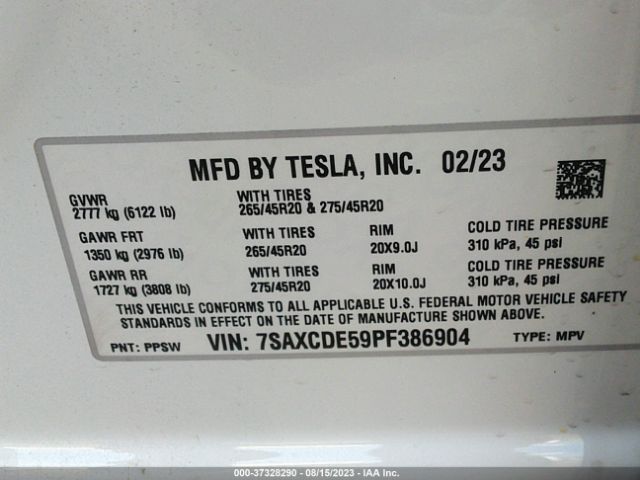 MFD BY TESLA, INC. 02/23
GVWR
2777 kg (6122 lb)
WITH TIRES
265/45R20 & 275/45R20
GAWR FRT
1350 kg (2976 lb)
WITH TIRES
265/45R20
RIM
20X9.0J
COLD TIRE PRESSURE
310 kPa, 45 psi
GAWR RR
1727 kg (3808 lb)
WITH TIRES
275/45R20
RIM
20X10.0J
COLD TIRE PRESSURE
310 kPa, 45 psi
THIS VEHICLE CONFORMS TO ALL APPLICABLE U.S. FEDERAL MOTOR VEHICLE SAFETY
STANDARDS IN EFFECT ON THE DATE OF MANUFACTURE SHOWN ABOVE.
PNT: PPSW VIN: 7SAXCDE59PF386904 TYPE: MPV
000-37328290 - 08/15/2023 - IAA Inc.